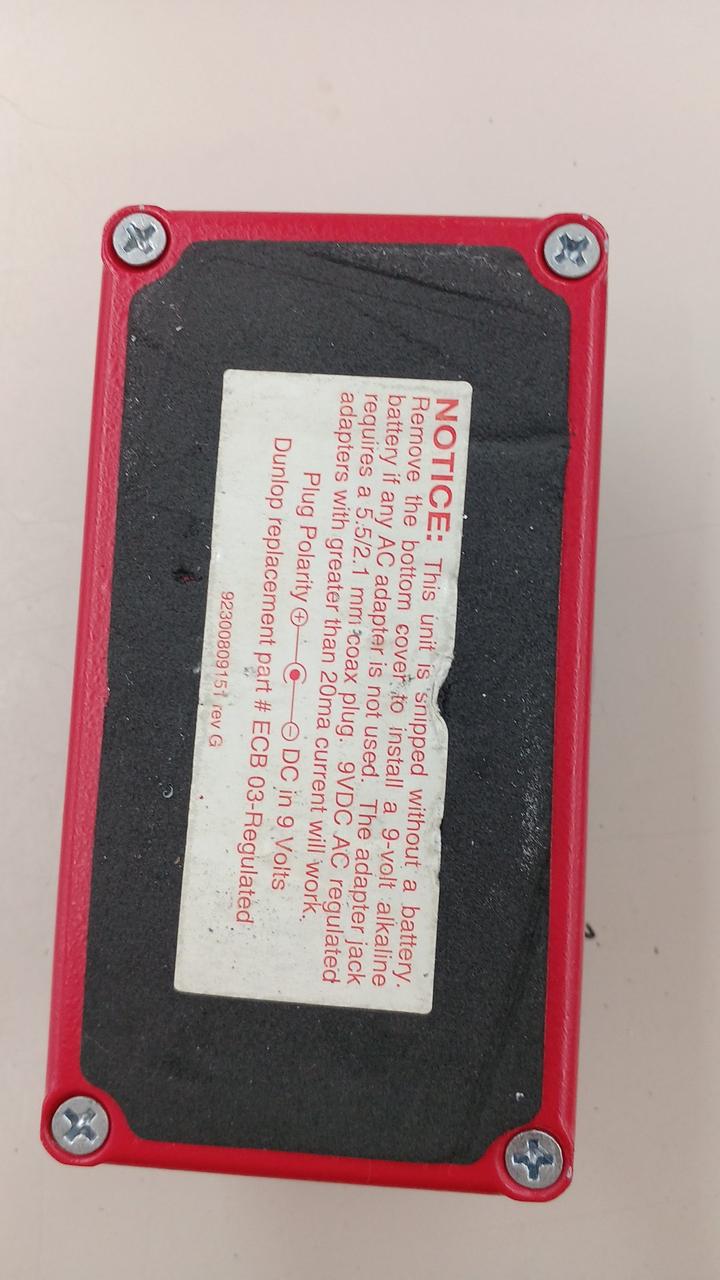 NOTICE: This unit is snipped without a battery.
Remove the bottom cover to install a 9-volt alkaline
battery if any AC adapter is not used. The adapter jack
requires a 5.5/2.1 mm coax plug. 9VDC AC regulated
adapters with greater than 20ma current will work.
Plug Polarity + - DC in 9 Volts
Dunlop replacement part # ECB 03-Regulated
92300809151 rev G